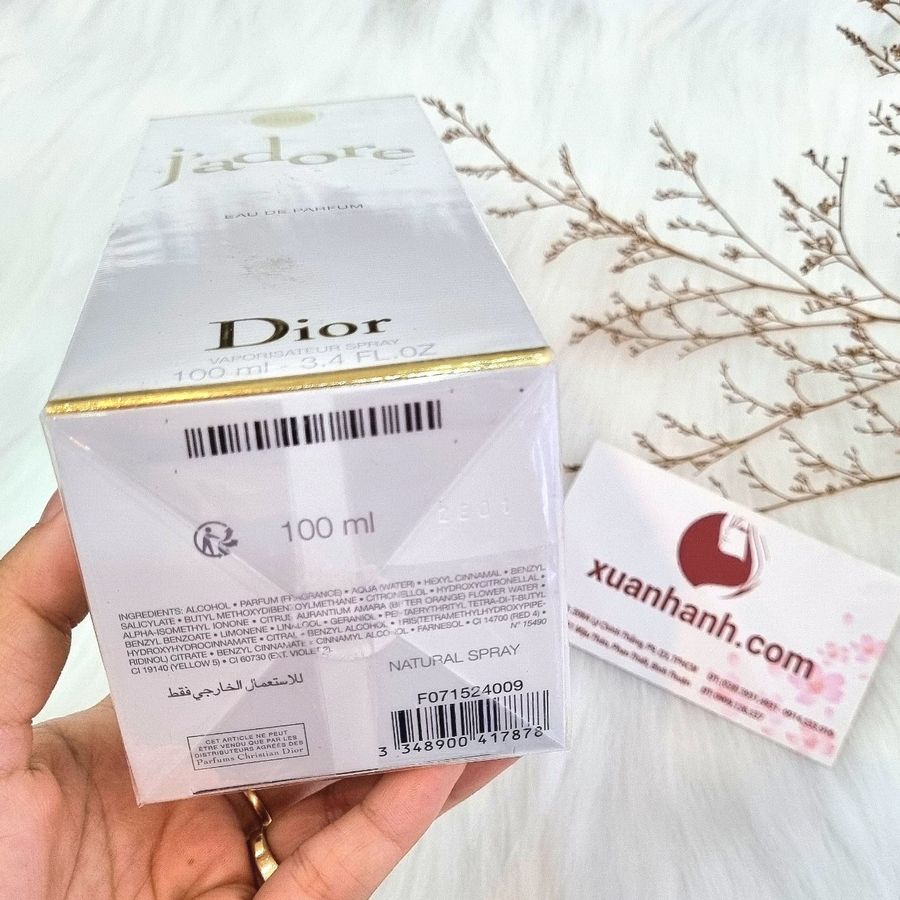 j'adore
EAU DE PARFUM
Dior
VAPORISATEUR SPRAY
100 ml - 3.4 FL.OZ
100 ml
INGREDIENTS: ALCOHOL • PARFUM (FRAGRANCE) • AQUA (WATER) • HEXYL CINNAMAL • BENZYL
SALICYLATE • BUTYL METHOXYDIBENZOYLMETHANE • CITRONELLOL • HYDROXYCITRONELLAL •
ALPHA-ISOMETHYL IONONE • CITRUS AURANTIUM AMARA (BITTER ORANGE) FLOWER WATER •
BENZYL BENZOATE • LIMONENE • LINALOOL • GERANIOL • PENTAERYTHRITYL TETRA-DI-T-BUTYL
HYDROXYHYDROCINNAMATE • CITRAL • BENZYL ALCOHOL • TRIS(TETRAMETHYLHYDROXYPIPE-
RIDINOL) CITRATE • BENZYL CINNAMATE • CINNAMYL ALCOHOL • FARNESOL • CI 14700 (RED 4) •
CI 19140 (YELLOW 5) • CI 60730 (EXT. VIOLET 2). N° 15490
للاستعمال الخارجي فقط
NATURAL SPRAY
F071524009
3 348900 417878
CET ARTICLE NE PEUT
ÊTRE VENDU QUE PAR LES
DISTRIBUTEURS AGRÉÉS DES
Parfums Christian Dior
xuanhanh.com